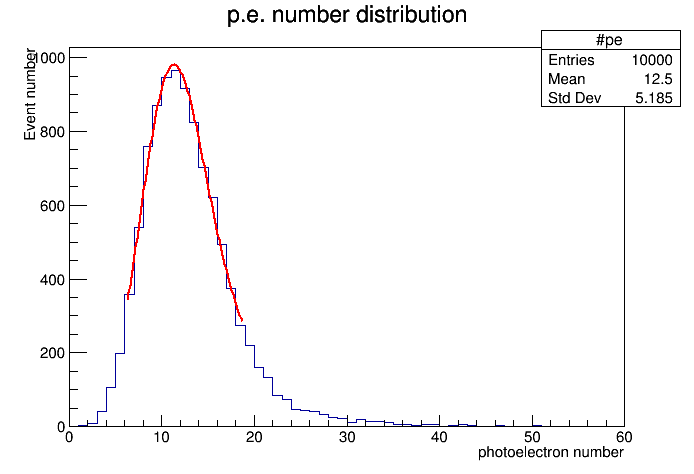 p.e. number distribution
#pe
Entries 10000
Mean 12.5
Std Dev 5.185
Event number
1000
800
600
400
200
0
0 10 20 30 40 50 60
photoelectron number